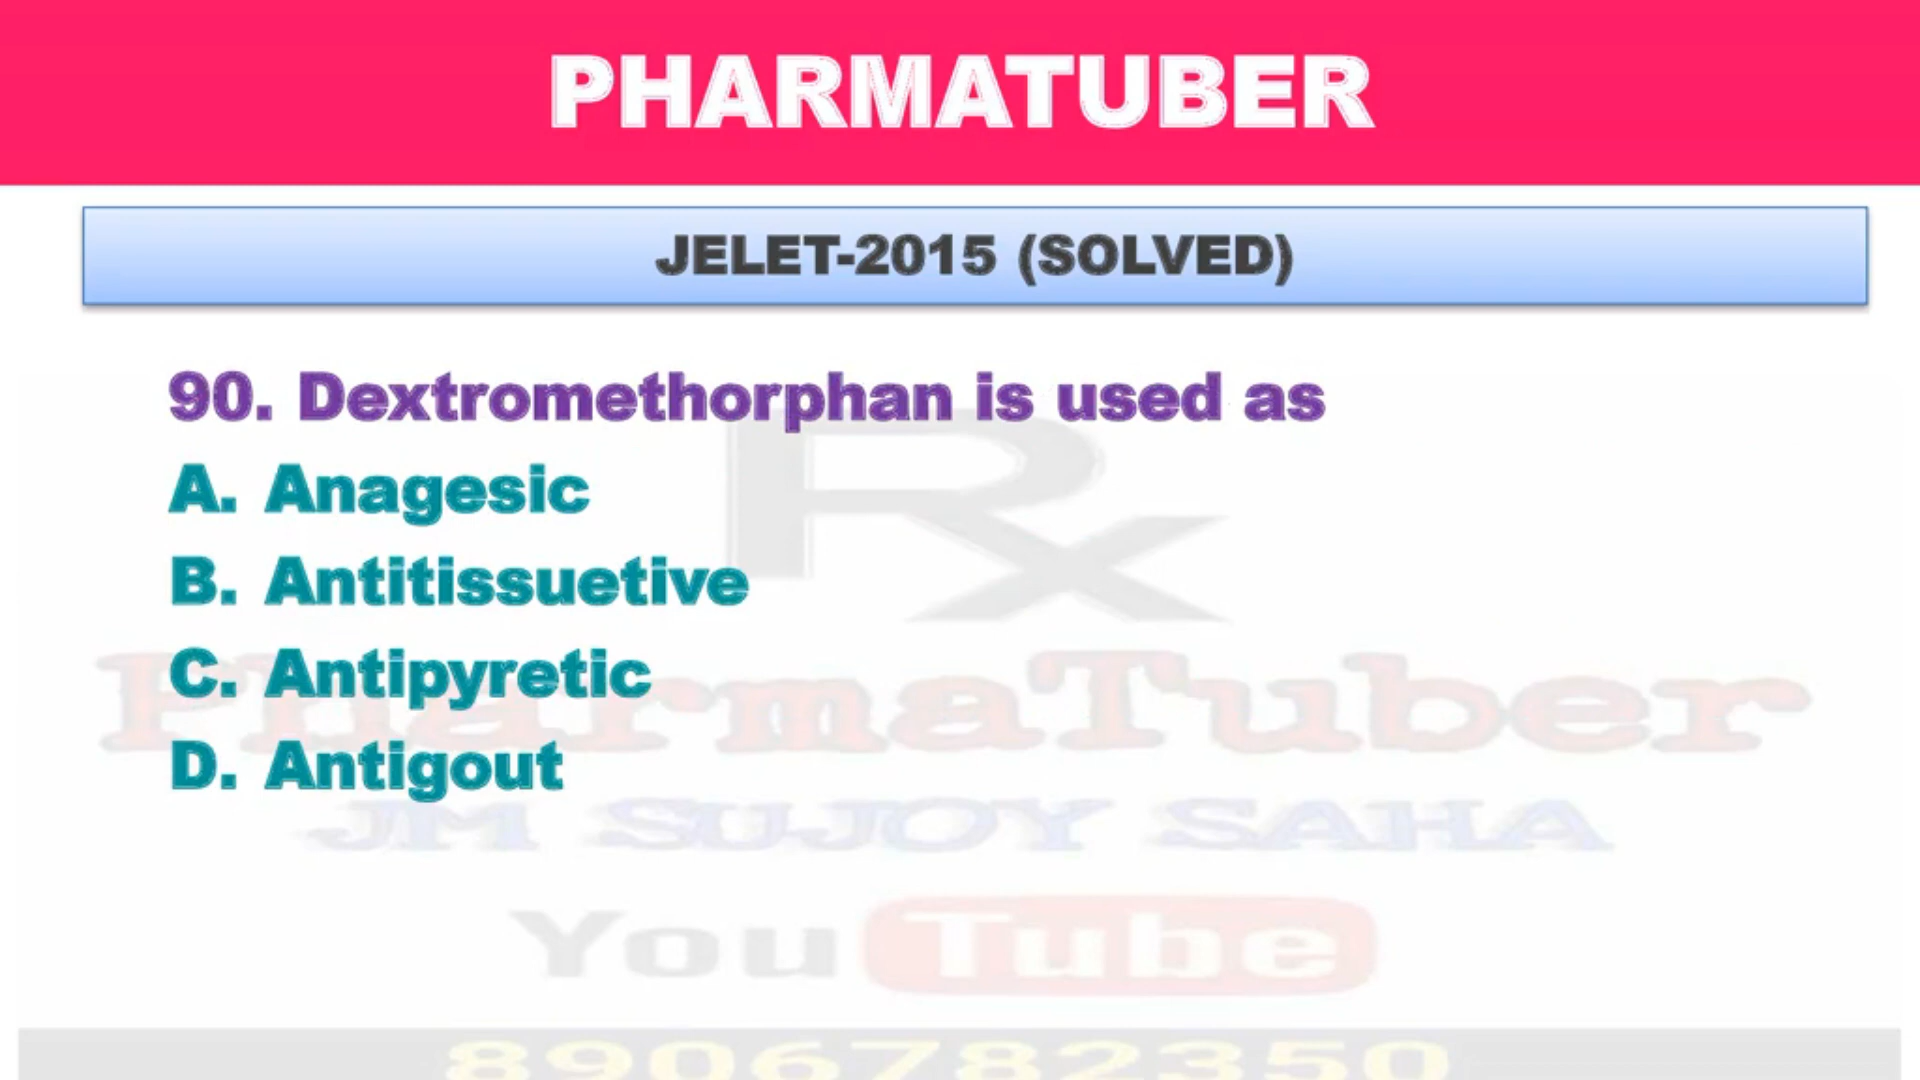 PHARMATUBER
JELET-2015 (SOLVED)
90. Dextromethorphan is used as
A. Anagesic
B. Antitissuetive
C. Antipyretic
D. Antigout
Rx
PharmaTuber
JM SUJOY SAHA
YouTube
8906782350